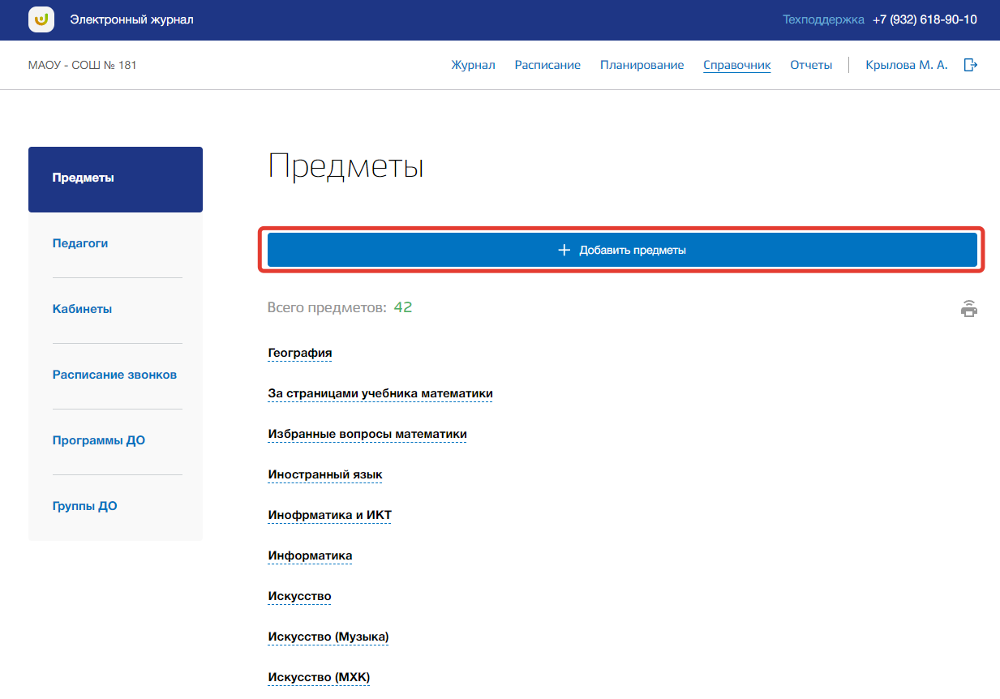 Электронный журнал
Техподдержка +7 (932) 618-90-10
МАОУ - СОШ № 181
Журнал Расписание Планирование Справочник Отчеты Крылова М. А.
Предметы
Педагоги
Кабинеты
Расписание звонков
Программы ДО
Группы ДО
Предметы
+ Добавить предметы
Всего предметов: 42
География
За страницами учебника математики
Избранные вопросы математики
Иностранный язык
Инофрматика и ИКТ
Информатика
Искусство
Искусство (Музыка)
Искусство (МХК)